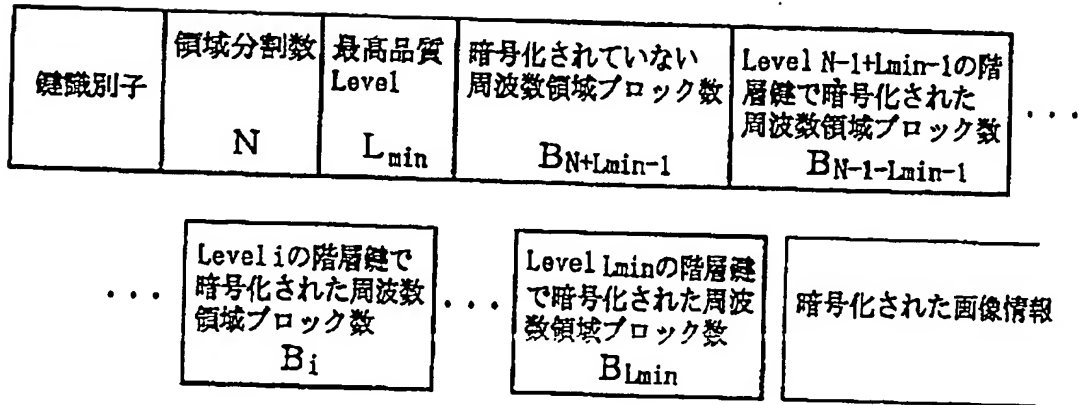 鍵識別子
領域分割数
N
最高品質
Level
Lmin
暗号化されていない
周波数領域ブロック数
BN+Lmin-1
Level N-1+Lmin-1の階
層鍵で暗号化された
周波数領域ブロック数
BN-1-Lmin-1
...
...
Level iの階層鍵で
暗号化された周波数
領域ブロック数
Bi
...
Level Lminの階層鍵
で暗号化された周波
数領域ブロック数
BLmin
暗号化された画像情報